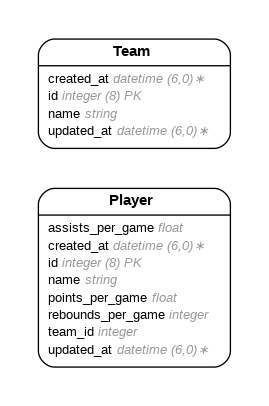 Team
created_at datetime (6,0)∗
id integer (8) PK
name string
updated_at datetime (6,0)∗
Player
assists_per_game float
created_at datetime (6,0)∗
id integer (8) PK
name string
points_per_game float
rebounds_per_game integer
team_id integer
updated_at datetime (6,0)∗